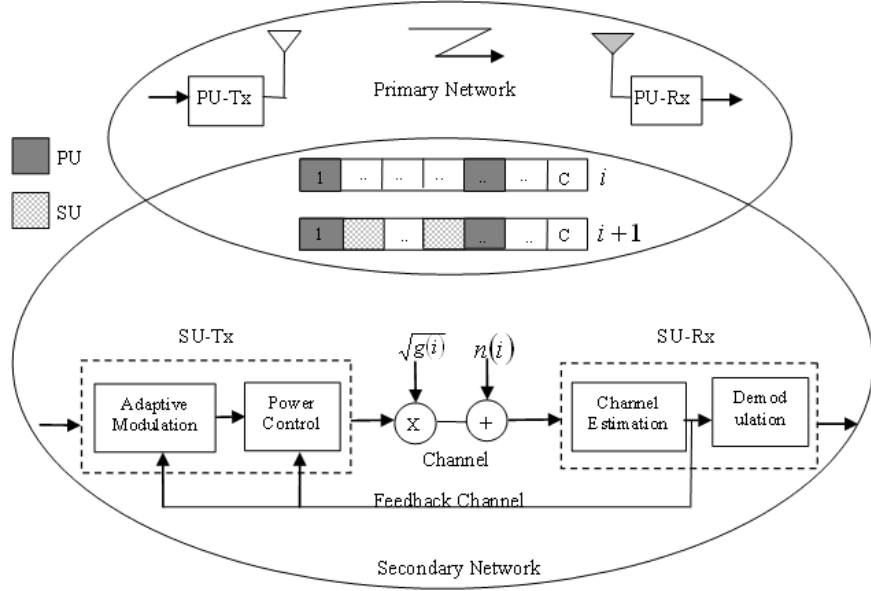 PU-Tx
Primary Network
PU-Rx
PU
SU
1 .. .. .. .. .. C i
1 .. .. .. C i+1
SU-Tx
√g(i)
n(i)
SU-Rx
Adaptive
Modulation
Power
Control
X
+
Channel
Channel
Estimation
Demod
ulation
Feedback Channel
Secondary Network